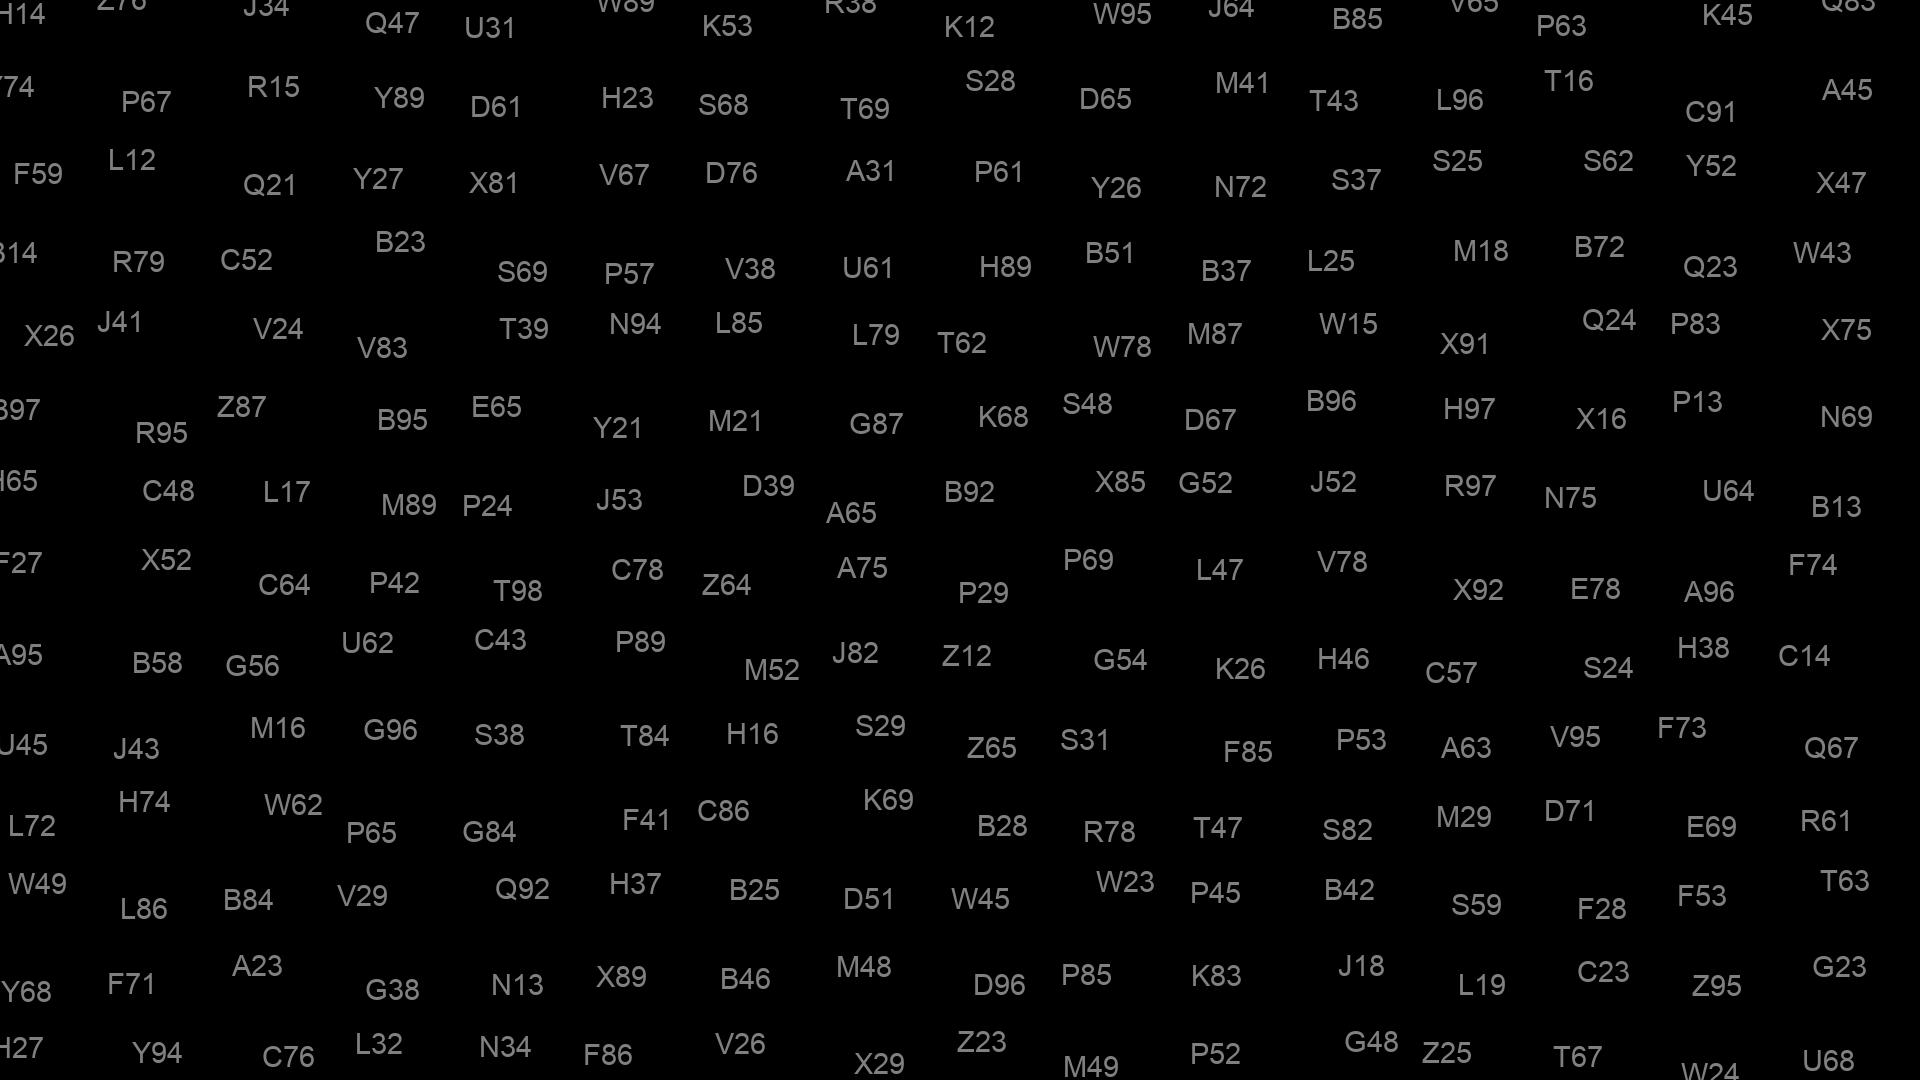 H14 Z76 J34 Q47 U31 W89 K53 R38 K12 W95 J64 B85 V65 P63 K45 Q83
Y74 P67 R15 Y89 D61 H23 S68 T69 S28 D65 M41 T43 L96 T16 C91 A45
F59 L12 Q21 Y27 X81 V67 D76 A31 P61 Y26 N72 S37 S25 S62 Y52 X47
B14 R79 C52 B23 S69 P57 V38 U61 H89 B51 B37 L25 M18 B72 Q23 W43
X26 J41 V24 V83 T39 N94 L85 L79 T62 W78 M87 W15 X91 Q24 P83 X75
B97 R95 Z87 B95 E65 Y21 M21 G87 K68 S48 D67 B96 H97 X16 P13 N69
H65 C48 L17 M89 P24 J53 D39 A65 B92 X85 G52 J52 R97 N75 U64 B13
F27 X52 C64 P42 T98 C78 Z64 A75 P29 P69 L47 V78 X92 E78 A96 F74
A95 B58 G56 U62 C43 P89 M52 J82 Z12 G54 K26 H46 C57 S24 H38 C14
U45 J43 M16 G96 S38 T84 H16 S29 Z65 S31 F85 P53 A63 V95 F73 Q67
L72 H74 W62 P65 G84 F41 C86 K69 B28 R78 T47 S82 M29 D71 E69 R61
W49 L86 B84 V29 Q92 H37 B25 D51 W45 W23 P45 B42 S59 F28 F53 T63
Y68 F71 A23 G38 N13 X89 B46 M48 D96 P85 K83 J18 L19 C23 Z95 G23
H27 Y94 C76 L32 N34 F86 V26 X29 Z23 M49 P52 G48 Z25 T67 W24 U68